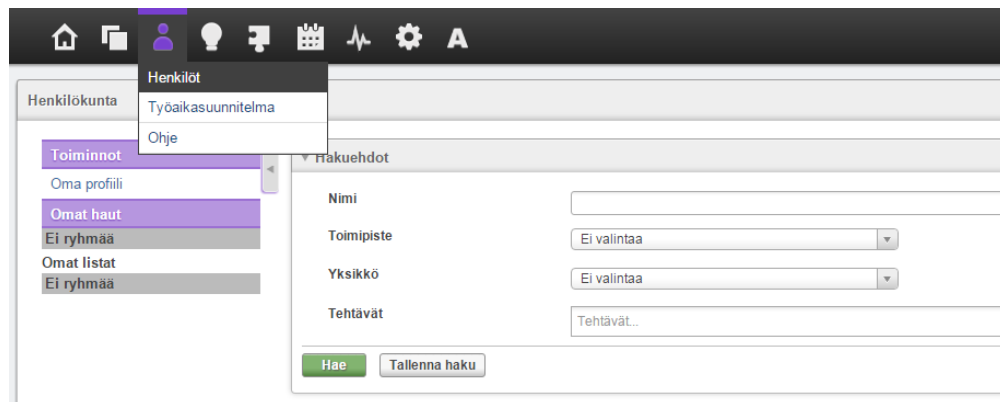 A
Henkilöt
Henkilökunta
Työaikasuunnitelma
Ohje
Toiminnot
Oma profiili
Omat haut
Ei ryhmää
Omat listat
Ei ryhmää
Hakuehdot
Nimi
Toimipiste
Ei valintaa
Yksikkö
Ei valintaa
Tehtävät
Tehtävät...
Hae
Tallenna haku